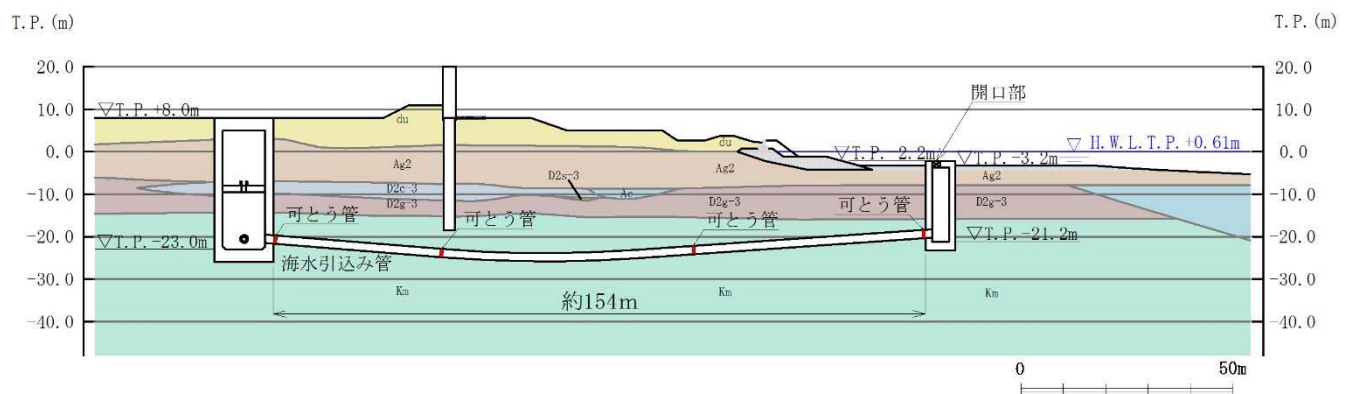 T.P.(m)
T.P.(m)
20.0
20.0
開口部
10.0
▽T.P.+8.0m
10.0
du
du
▽ H.W.L.T.P.+0.61m
0.0
▽T.P.-2.2m
▽T.P.-3.2m
0.0
Ag2
Ag2
Ag2
D2s-3
D2c-3
Ac
-10.0
-10.0
D2g-3
D2g-3
D2g-3
可とう管
可とう管
可とう管
可とう管
-20.0
▽T.P.-23.0m
▽T.P.-21.2m
-20.0
海水引込み管
-30.0
-30.0
Km
Km
Km
約154m
-40.0
-40.0
0
50m